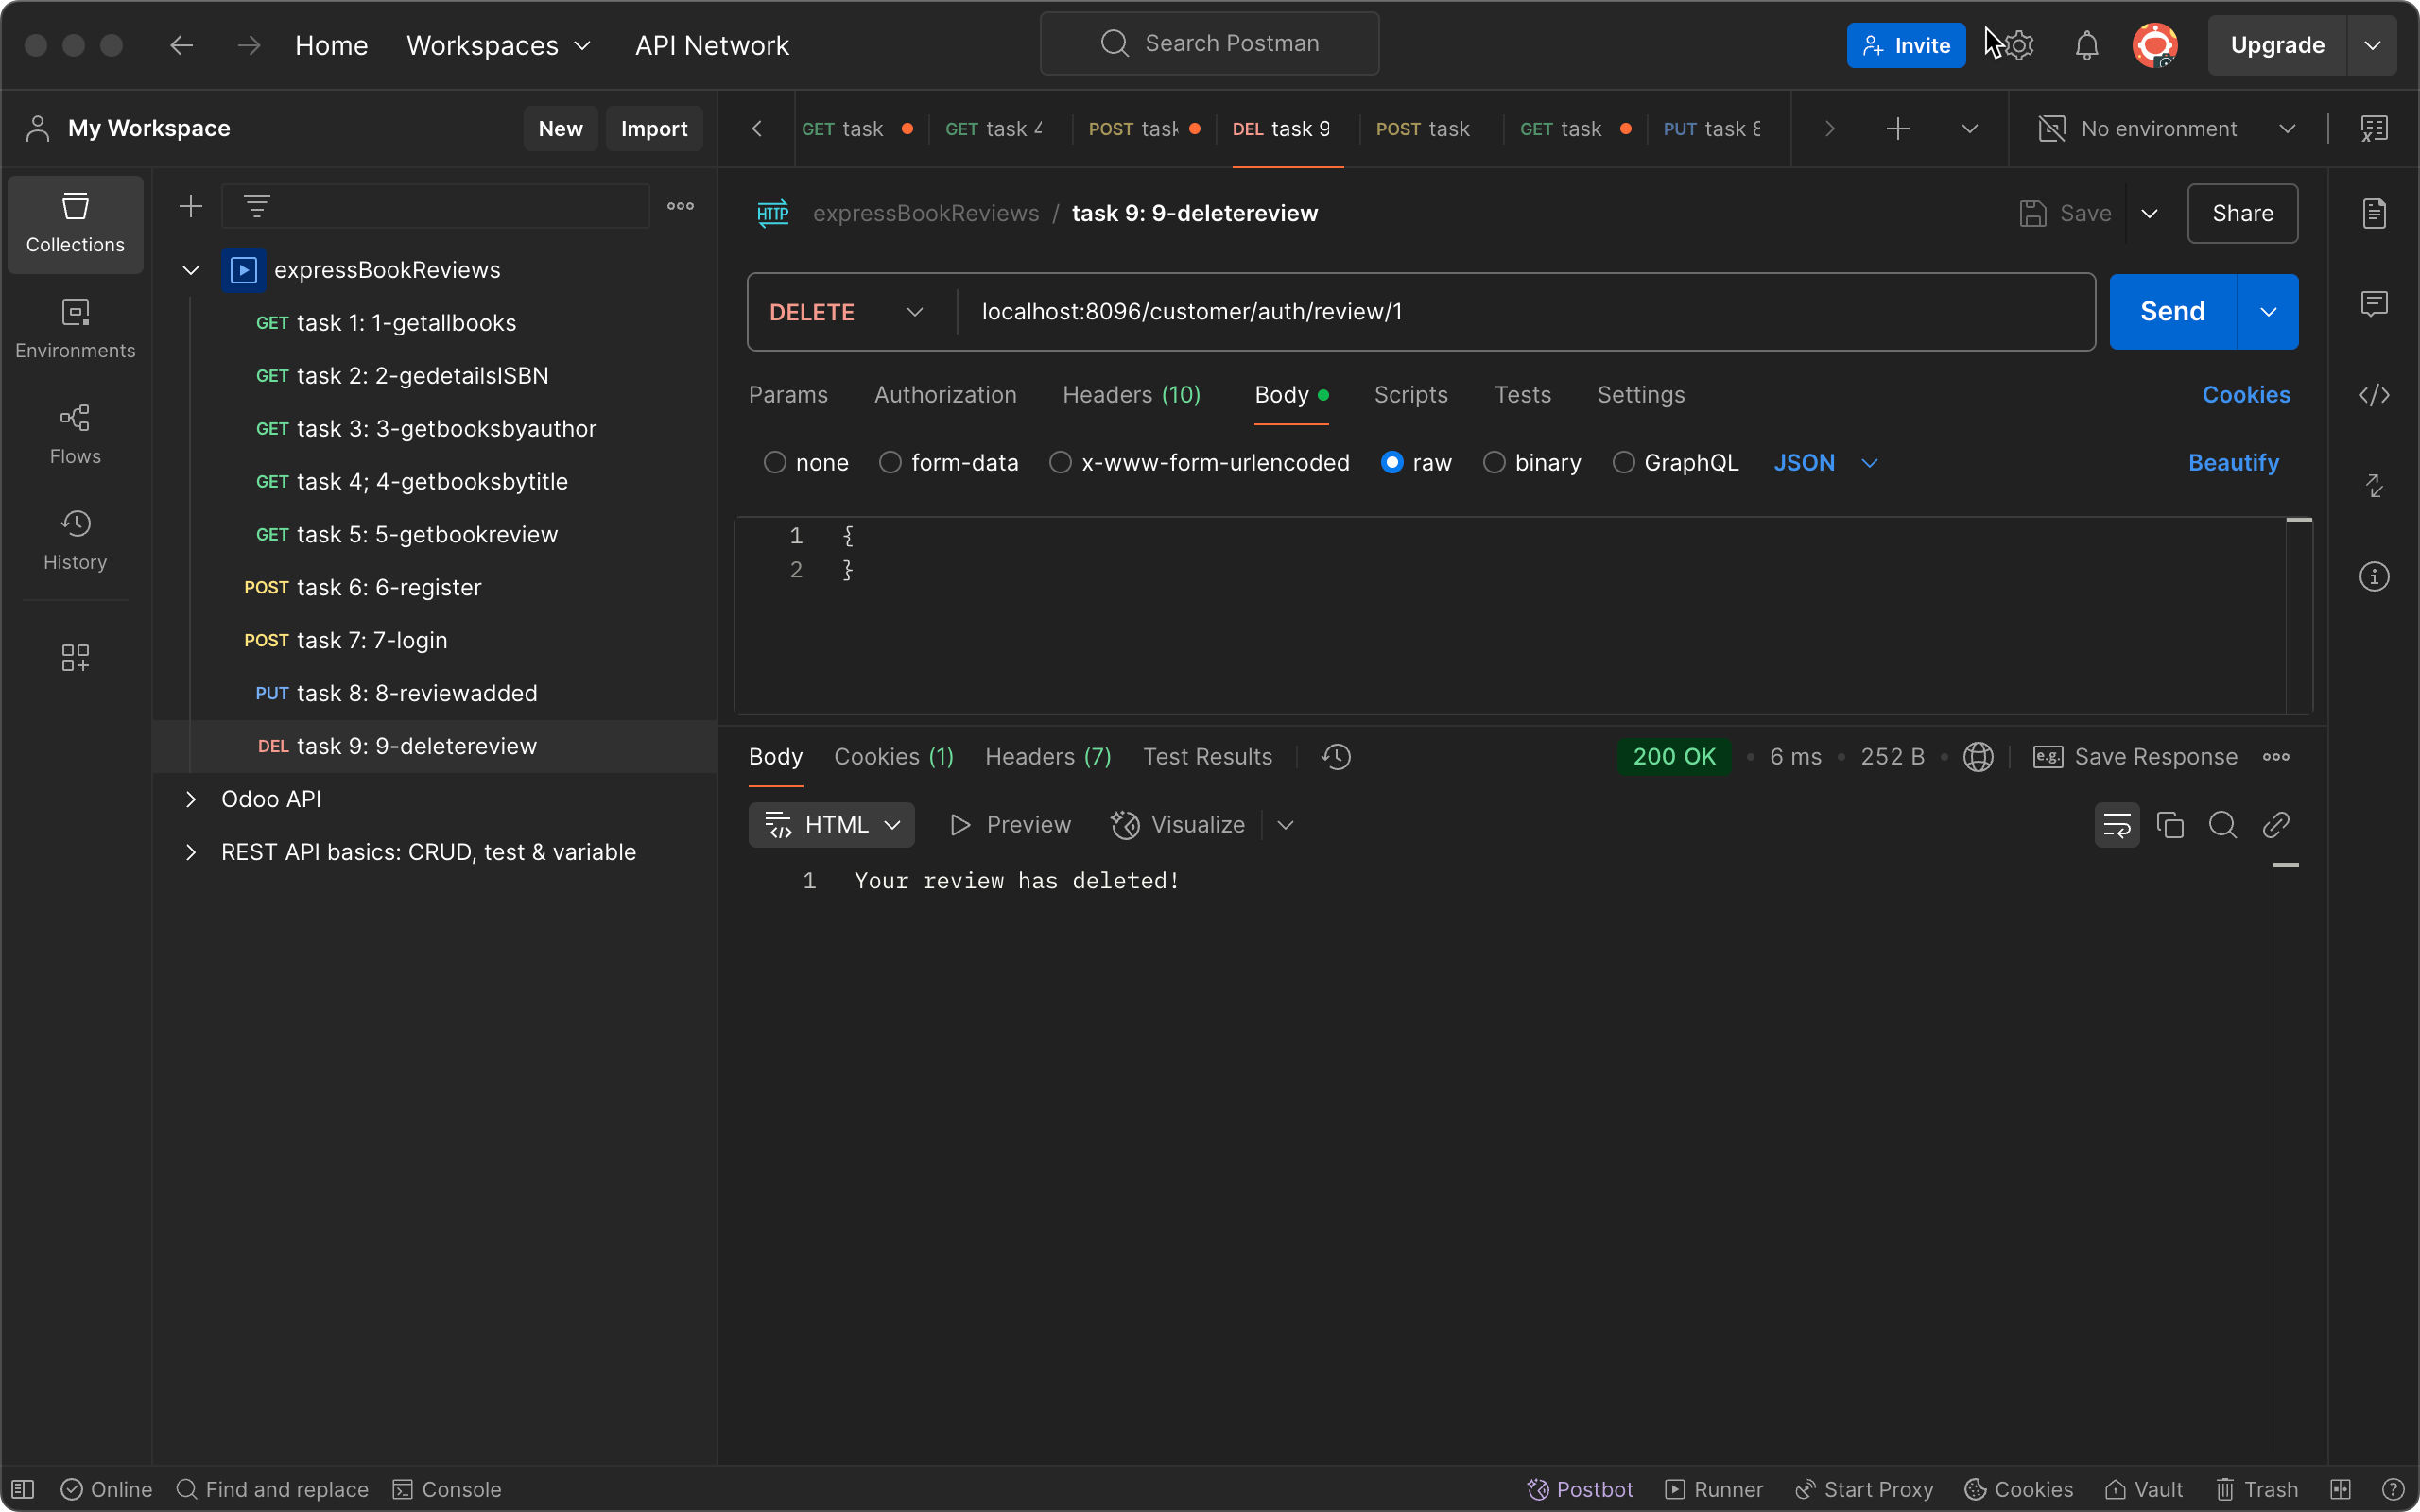 Home Workspaces API Network Search Postman Invite Upgrade
My Workspace New Import GET task GET task 4 POST task DEL task 9 POST task GET task PUT task 8 No environment
Collections
Environments
Flows
History
expressBookReviews
GET task 1: 1-getallbooks
GET task 2: 2-gedetailsISBN
GET task 3: 3-getbooksbyauthor
GET task 4; 4-getbooksbytitle
GET task 5: 5-getbookreview
POST task 6: 6-register
POST task 7: 7-login
PUT task 8: 8-reviewadded
DEL task 9: 9-deletereview
Odoo API
REST API basics: CRUD, test & variable
HTTP expressBookReviews / task 9: 9-deletereview Save Share
DELETE localhost:8096/customer/auth/review/1 Send
Params Authorization Headers (10) Body Scripts Tests Settings Cookies
none form-data x-www-form-urlencoded raw binary GraphQL JSON Beautify
1 {
2 }
Body Cookies (1) Headers (7) Test Results 200 OK 6 ms 252 B e.g. Save Response
HTML Preview Visualize
1 Your review has deleted!
Online Find and replace Console Postbot Runner Start Proxy Cookies Vault Trash